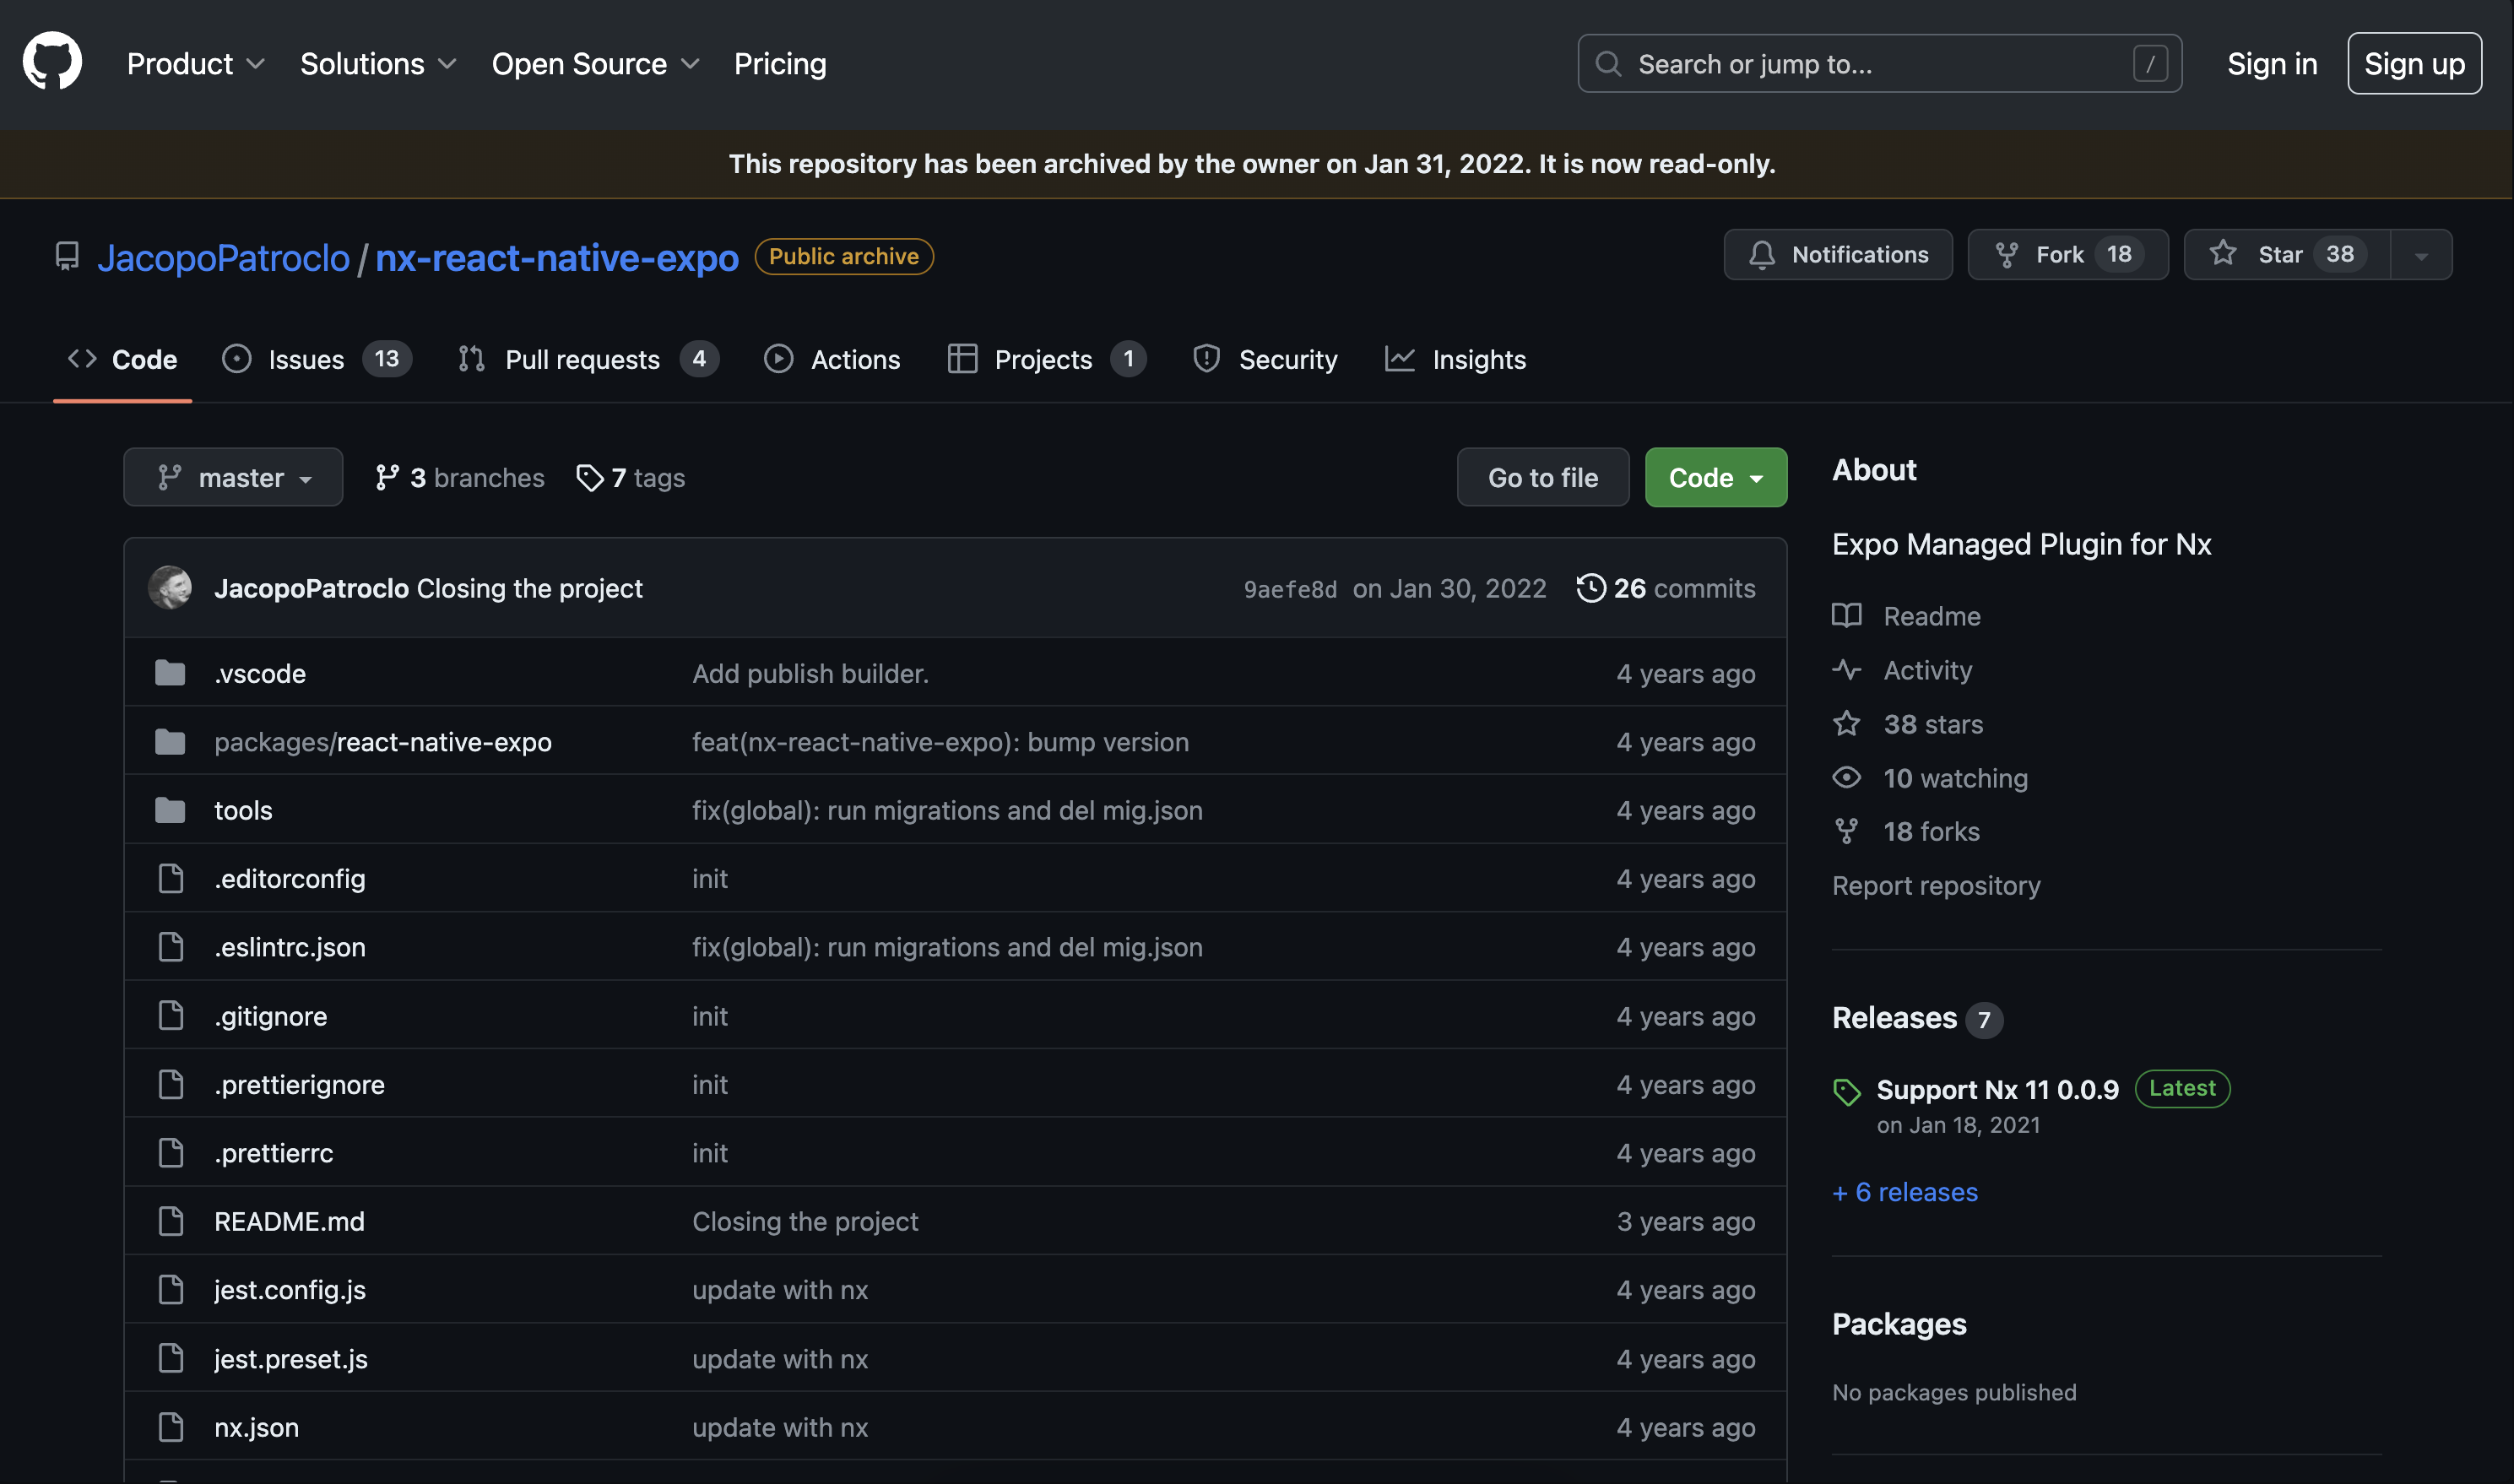 Product Solutions Open Source Pricing Search or jump to... / Sign in Sign up
This repository has been archived by the owner on Jan 31, 2022. It is now read-only.
JacopoPatroclo / nx-react-native-expo Public archive Notifications Fork 18 Star 38
Code Issues 13 Pull requests 4 Actions Projects 1 Security Insights
master 3 branches 7 tags Go to file Code
JacopoPatroclo Closing the project 9aefe8d on Jan 30, 2022 26 commits
.vscode Add publish builder. 4 years ago
packages/react-native-expo feat(nx-react-native-expo): bump version 4 years ago
tools fix(global): run migrations and del mig.json 4 years ago
.editorconfig init 4 years ago
.eslintrc.json fix(global): run migrations and del mig.json 4 years ago
.gitignore init 4 years ago
.prettierignore init 4 years ago
.prettierrc init 4 years ago
README.md Closing the project 3 years ago
jest.config.js update with nx 4 years ago
jest.preset.js update with nx 4 years ago
nx.json update with nx 4 years ago
About
Expo Managed Plugin for Nx
Readme
Activity
38 stars
10 watching
18 forks
Report repository
Releases 7
Support Nx 11 0.0.9 Latest
on Jan 18, 2021
+ 6 releases
Packages
No packages published